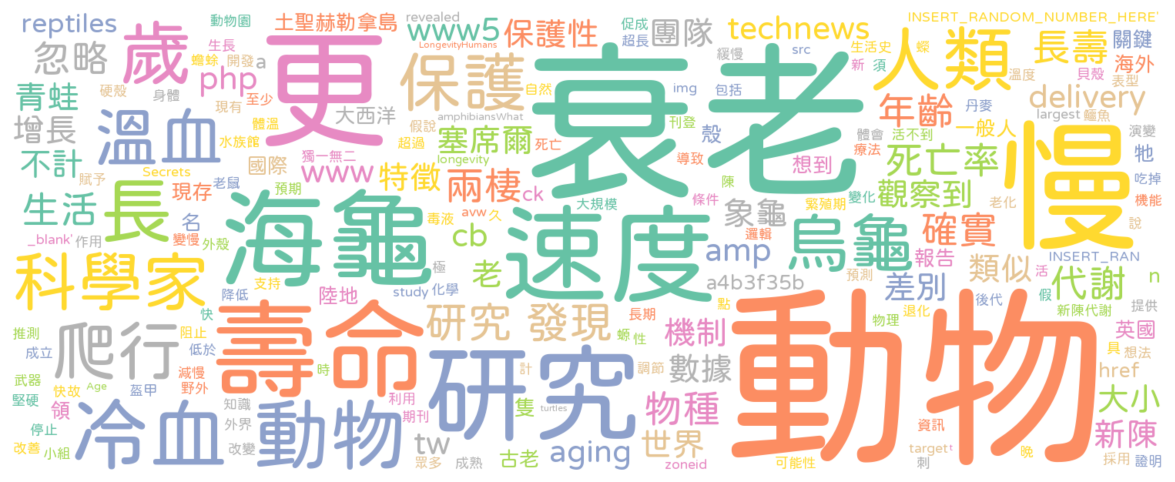 reptiles
動物園
土聖赫勒拿島
revealed
www5
保護性
團隊
technews
INSERT_RANDOM_NUMBER_HERE'
忽略
歲
生長
蟾蜍
開發
a
更
LongevityHumans
促成
超長
緩慢
src
生活史
蠑
人類
長壽
關鍵
海外
青蛙
硬殼
php
身體
現有
至少
大西洋
保護
自然
img
包括
新
須
溫度
貝殼
表型
增長
溫血
體溫
水族館
假說
超過
amphibiansWhat
死亡
刊登
衰老
丹麥
年齡
delivery
largest
鱷魚
不計
國際
獨一無二
www
塞席爾
longevity
殼
導致
體會
療法
活不到
一般人
演變
牠
賦予
Secrets
現存
老鼠
預期
特徵
兩棲
ck
大規模
陳
想到
死亡率
慢
吃掉
生活
長
名
海龜
毒液
avw
久
條件
緊殖期
變化
觀察到
老化
機能
_blank'
作用
變慢
外殼
cb
速度
象龜
邏輯
烏龜
確實
說
科學家
支持
極
老
amp
報告
INSERT_RAN
降低
陸地
study
化學
a4b3f35b
預測
差別
類似
活
代謝
n
爬行
快
壽命
研究
發現
長期
螈
性
機制
點
物理
後代
退化
假
新陳代謝
提供
推測
成立
阻止
低於
研究
調節
數據
動物
英國
具
想法
武器
快故
Age
盔甲
減慢
野外
時
計
href
堅硬
領
冷血
動物
知識
利用
期刊
turtles
隻
物種
大小
停止
外界
tw
aging
世界
資訊
新陳
改善
小組
改變
眾多
成熟
古老
zoneid
可能性
target
t
刺
晚
採用
證明